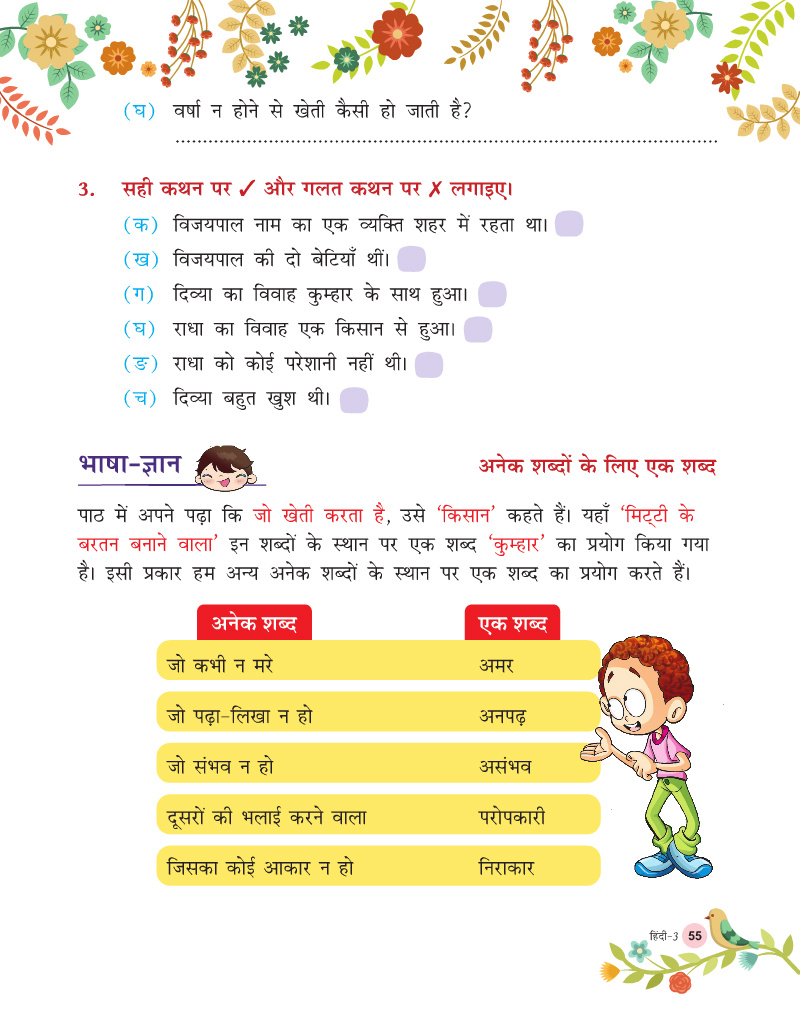 (घ) वर्षा न होने से खेती कैसी हो जाती है?
3. सही कथन पर ✓ और गलत कथन पर ✗ लगाइए।
(क) विजयपाल नाम का एक व्यक्ति शहर में रहता था।
(ख) विजयपाल की दो बेटियाँ थीं।
(ग) दिव्या का विवाह कुम्हार के साथ हुआ।
(घ) राधा का विवाह एक किसान से हुआ।
(ङ) राधा को कोई परेशानी नहीं थी।
(च) दिव्या बहुत खुश थी।
भाषा-ज्ञान अनेक शब्दों के लिए एक शब्द
पाठ में अपने पढ़ा कि जो खेती करता है, उसे ‘किसान’ कहते हैं। यहाँ ‘मिट्टी के
बरतन बनाने वाला’ इन शब्दों के स्थान पर एक शब्द ‘कुम्हार’ का प्रयोग किया गया
है। इसी प्रकार हम अन्य अनेक शब्दों के स्थान पर एक शब्द का प्रयोग करते हैं।
अनेक शब्द एक शब्द
जो कभी न मरे अमर
जो पढ़ा-लिखा न हो अनपढ़
जो संभव न हो असंभव
दूसरों की भलाई करने वाला परोपकारी
जिसका कोई आकार न हो निराकार
हिंदी-3 55